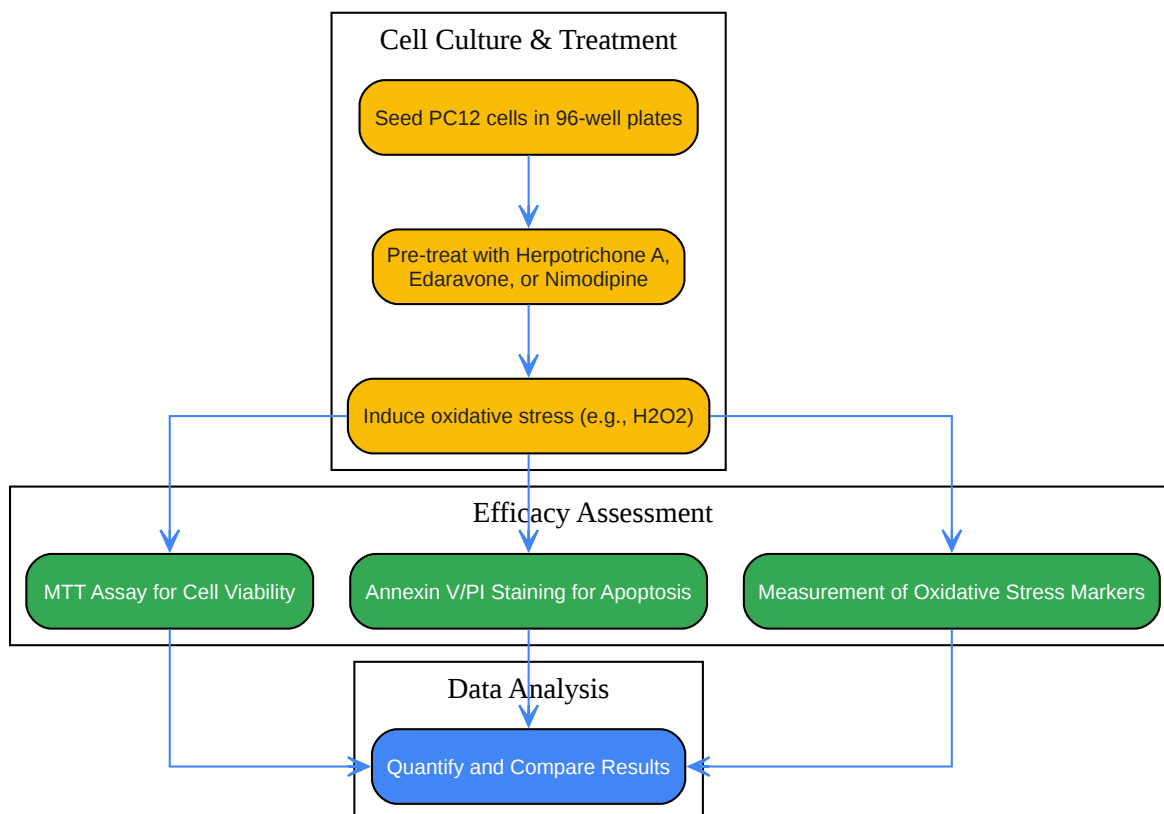 Cell Culture & Treatment
Seed PC12 cells in 96-well plates
Pre-treat with Herpotrichone A,
Edaravone, or Nimodipine
Induce oxidative stress (e.g., H2O2)
Efficacy Assessment
MTT Assay for Cell Viability
Annexin V/PI Staining for Apoptosis
Measurement of Oxidative Stress Markers
Data Analysis
Quantify and Compare Results